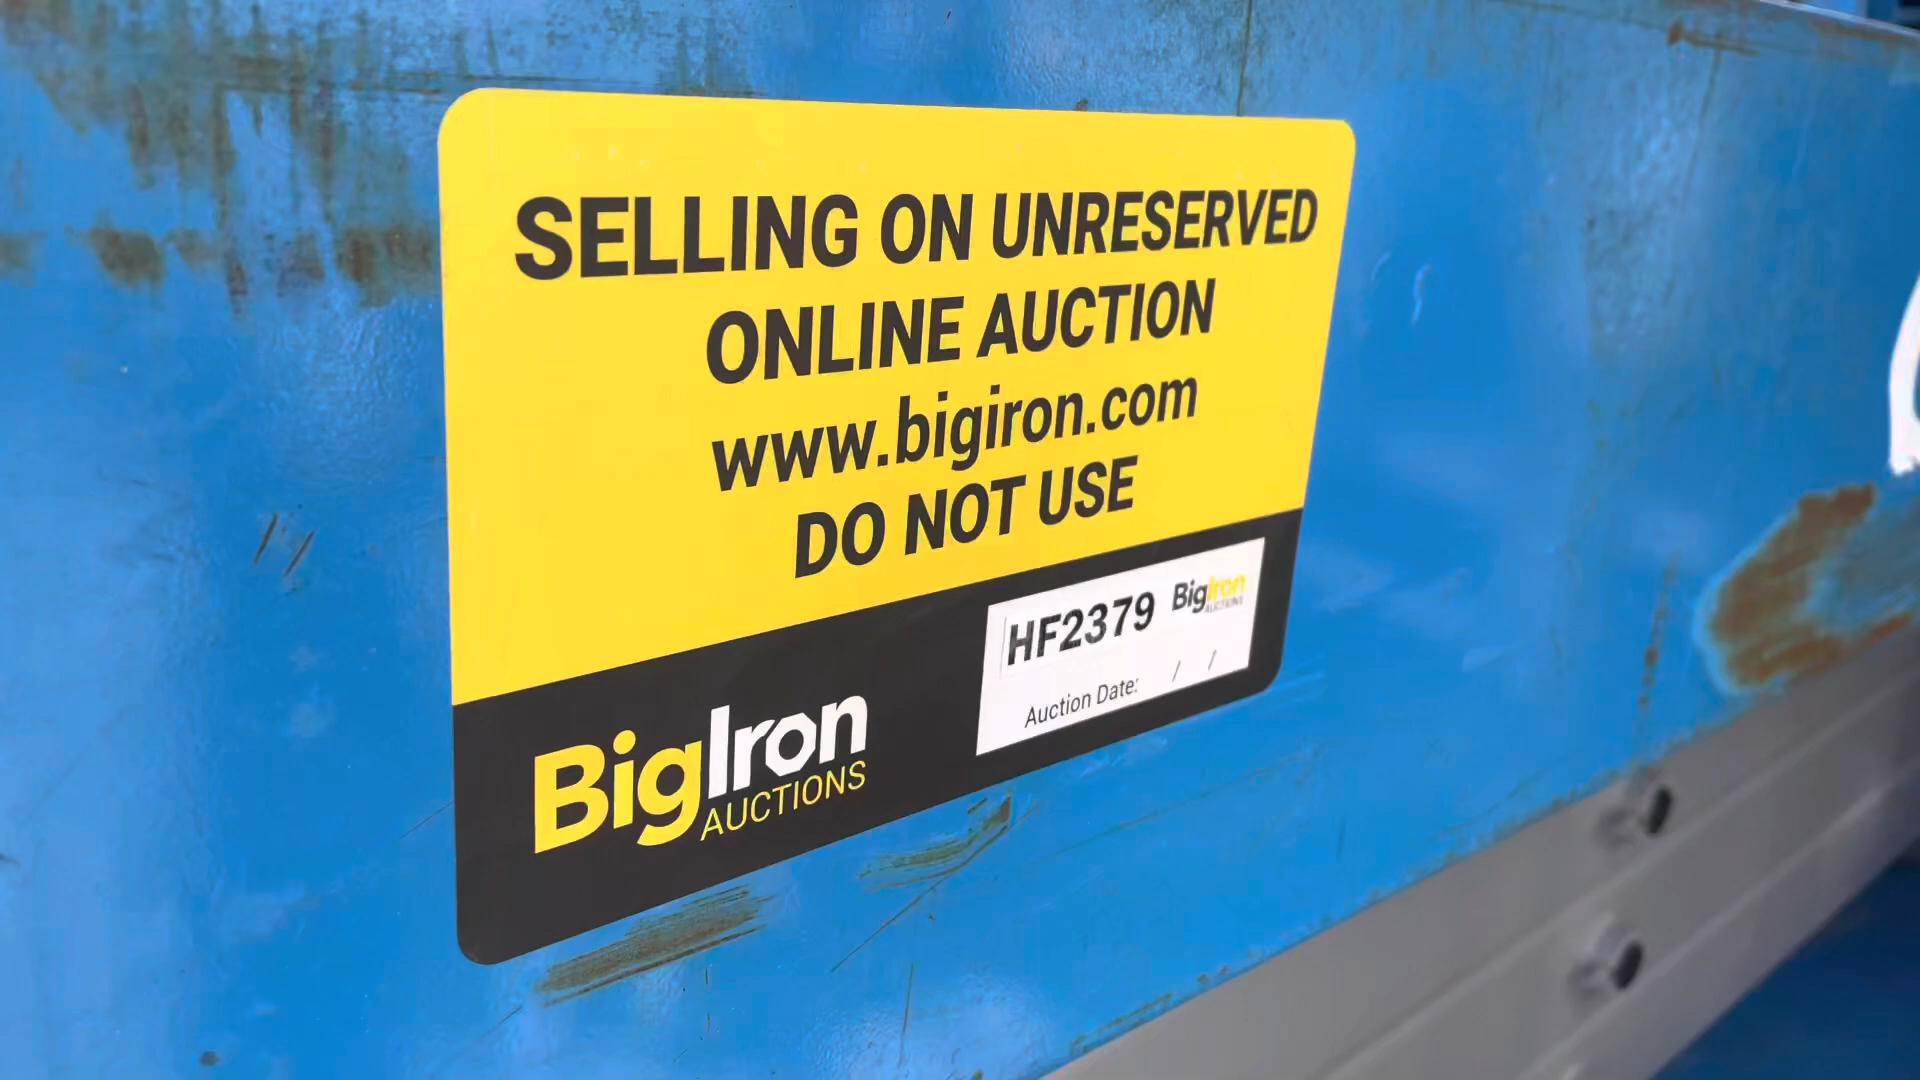 SELLING ON UNRESERVED
ONLINE AUCTION
www.bigiron.com
DO NOT USE
HF2379 BigIron
AUCTIONS
Auction Date: / /
BigIron
AUCTIONS